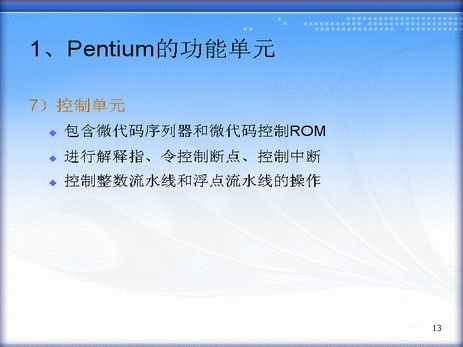 1、Pentium的功能单元
7）控制单元
包含微代码序列器和微代码控制ROM
进行解释指、令控制断点、控制中断
控制整数流水线和浮点流水线的操作
13